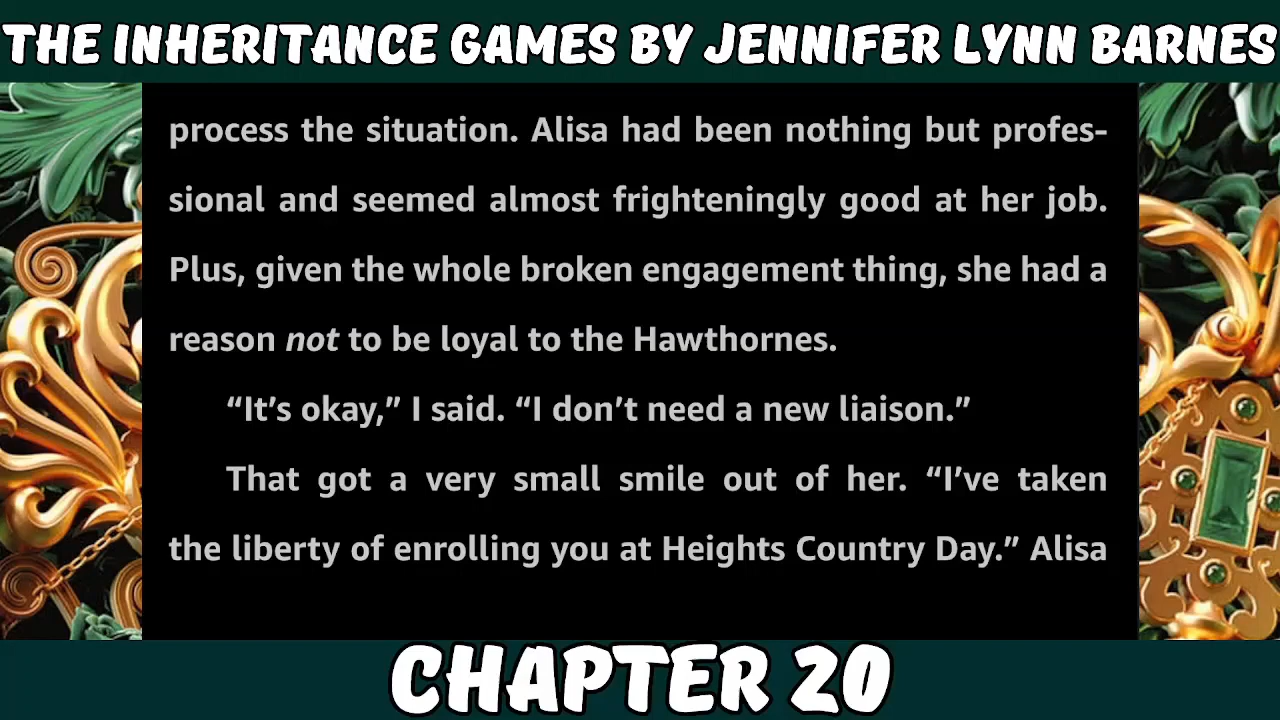 THE INHERITANCE GAMES BY JENNIFER LYNN BARNES
process the situation. Alisa had been nothing but profes-
sional and seemed almost frighteningly good at her job.
Plus, given the whole broken engagement thing, she had a
reason not to be loyal to the Hawthornes.
“It’s okay,” I said. “I don’t need a new liaison.”
That got a very small smile out of her. “I’ve taken
the liberty of enrolling you at Heights Country Day.” Alisa
CHAPTER 20